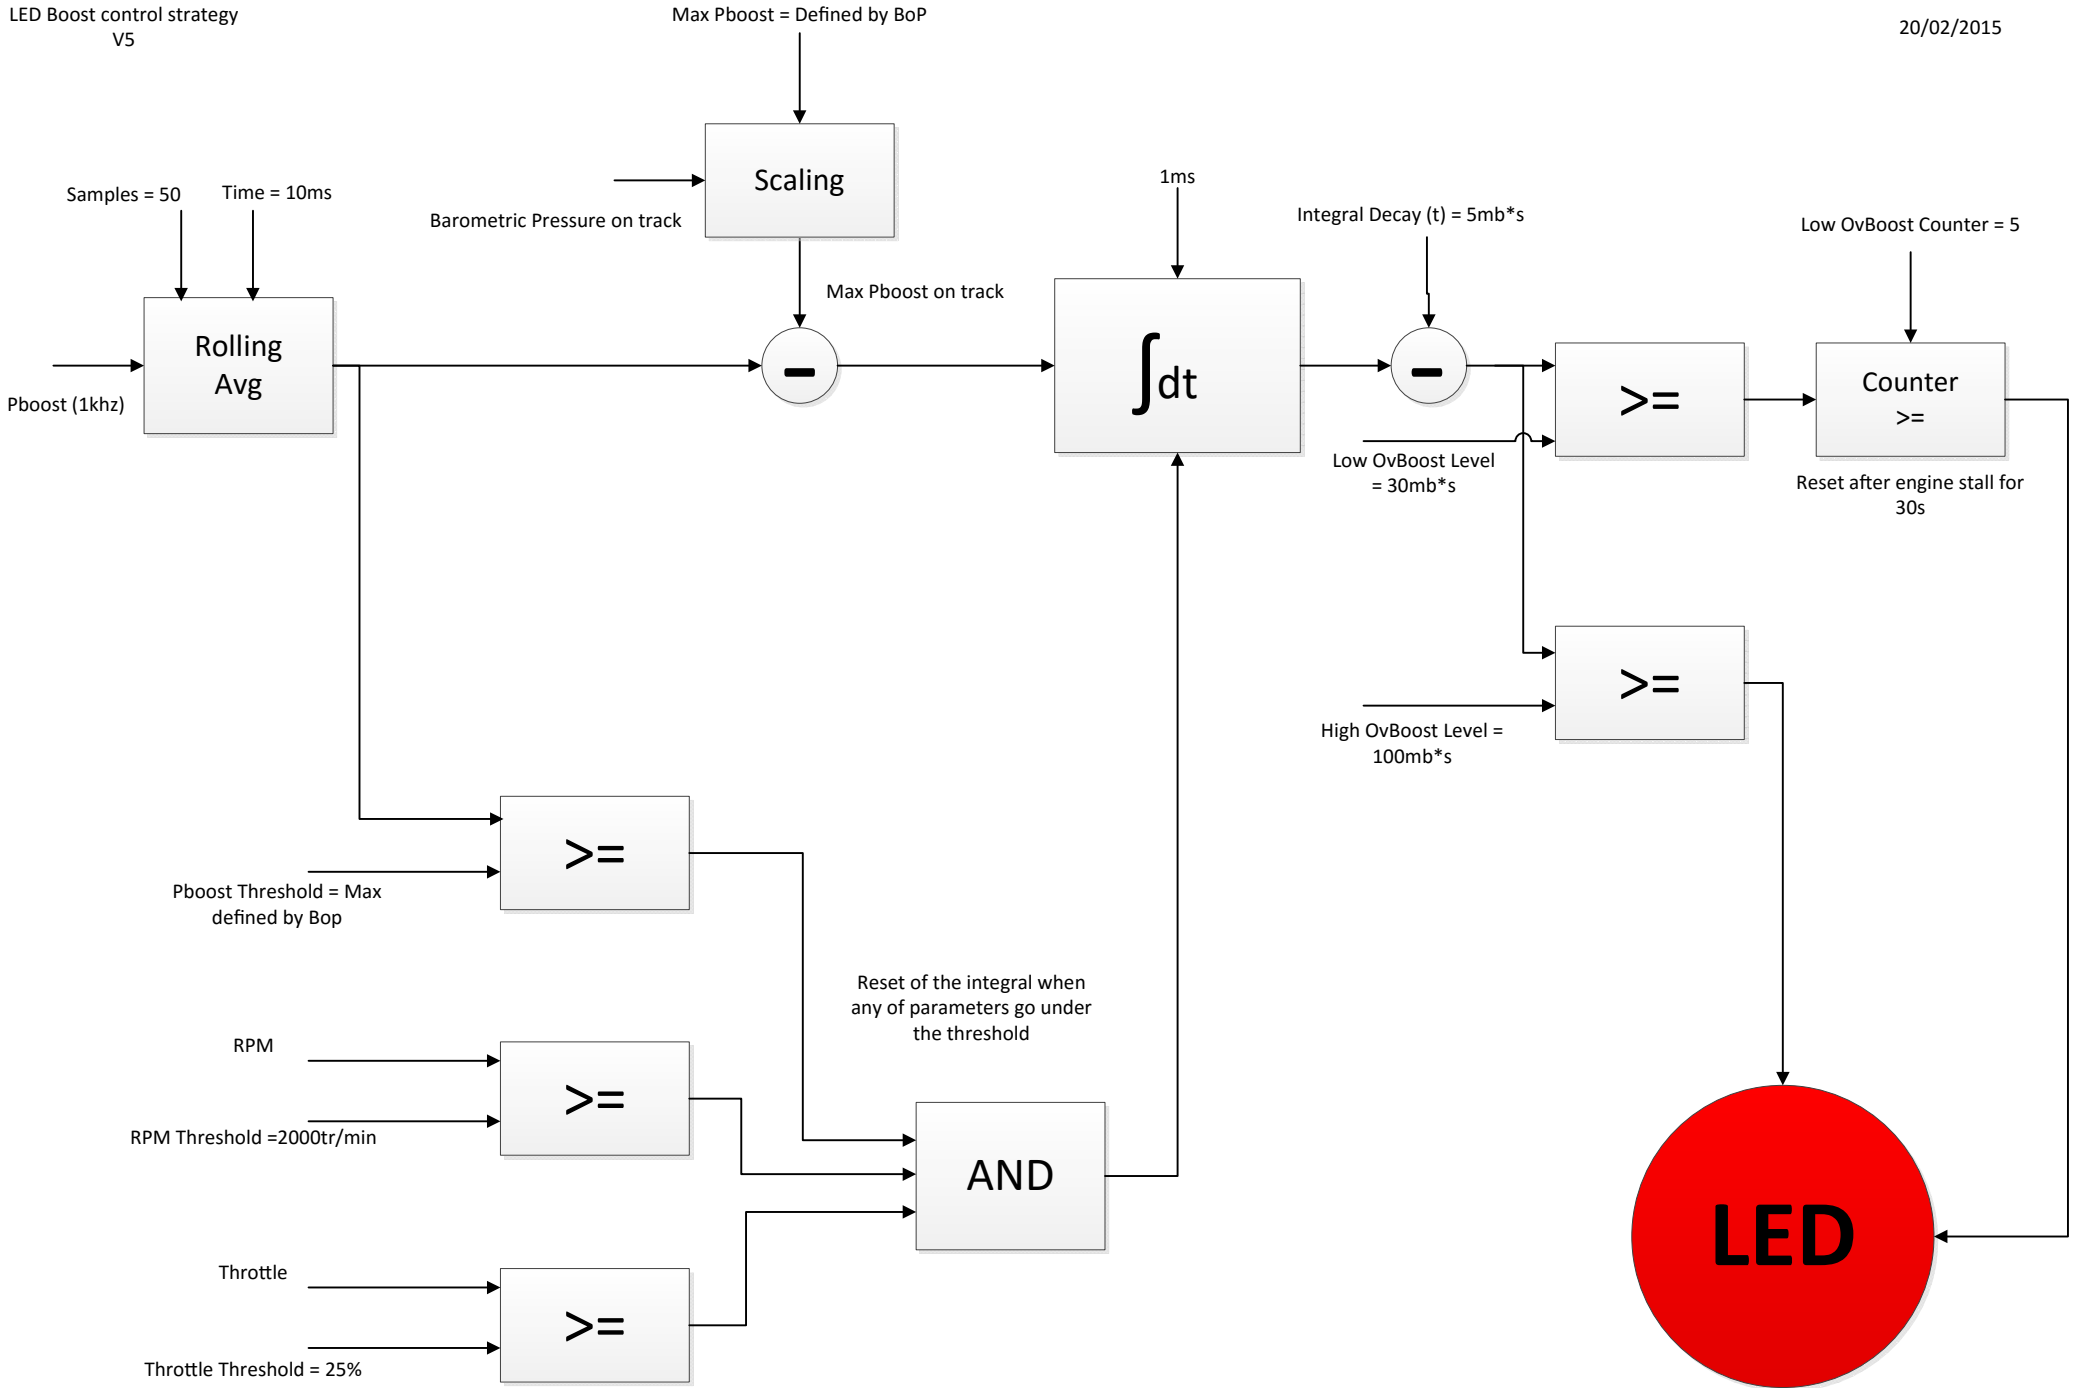 LED Boost control strategy
V5
Max Pboost = Defined by BoP
20/02/2015
Scaling
Barometric Pressure on track
Samples = 50
Time = 10ms
1ms
Integral Decay (t) = 5mb*s
Low OvBoost Counter = 5
Max Pboost on track
Rolling
Avg
Pboost (1khz)
-
∫dt
-
>=
Counter
>=
Low OvBoost Level
= 30mb*s
Reset after engine stall for
30s
>=
High OvBoost Level =
100mb*s
>=
Pboost Threshold = Max
defined by Bop
Reset of the integral when
any of parameters go under
the threshold
RPM
>=
RPM Threshold =2000tr/min
AND
LED
Throttle
>=
Throttle Threshold = 25%